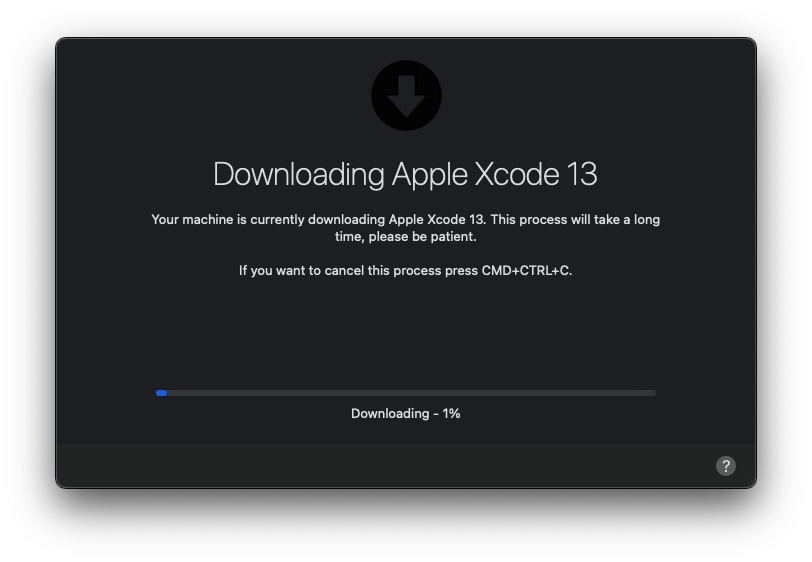 Downloading Apple Xcode 13
Your machine is currently downloading Apple Xcode 13. This process will take a long
time, please be patient.
If you want to cancel this process press CMD+CTRL+C.
Downloading - 1%
?